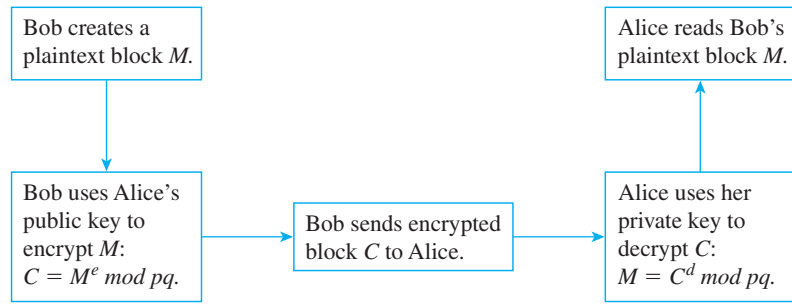 Bob creates a
plaintext block M.
Alice reads Bob's
plaintext block M.
Bob uses Alice's
public key to
encrypt M:
C = M^e mod pq.
Bob sends encrypted
block C to Alice.
Alice uses her
private key to
decrypt C:
M = C^d mod pq.